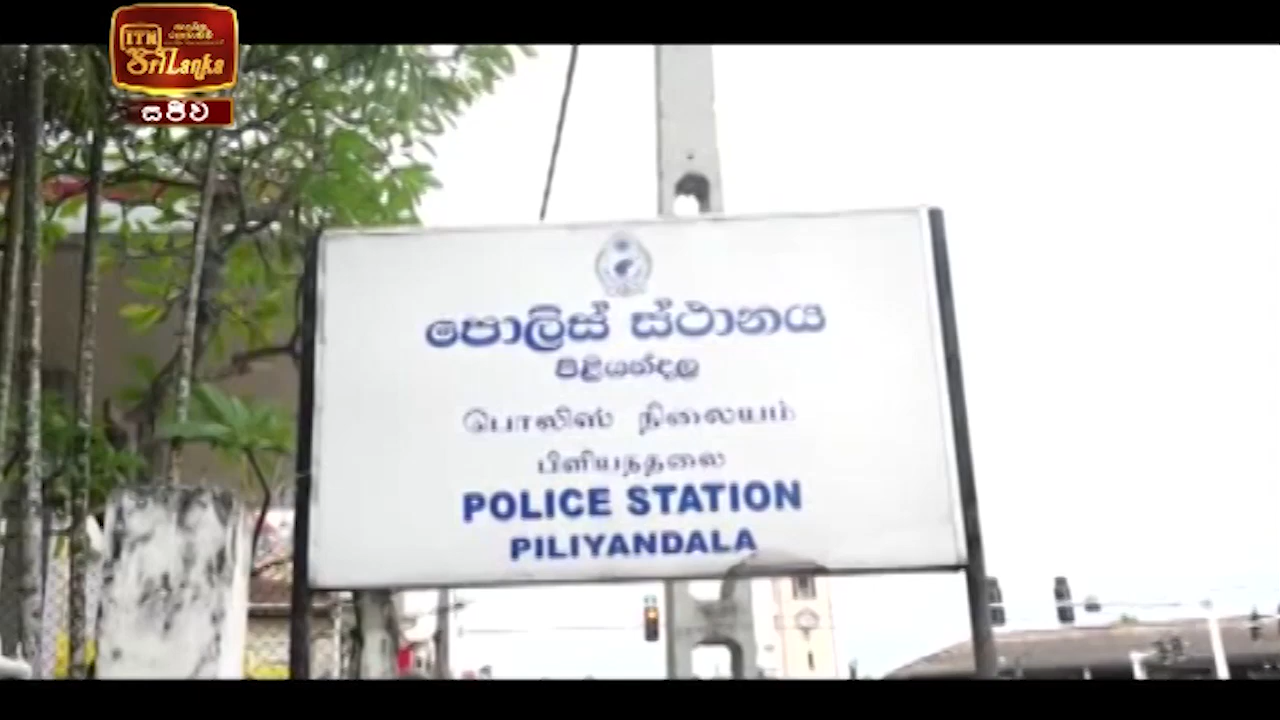 ITN
SriLanka
සජීව
පොලිස් ස්ථානය
පිළියන්දල
பொலிஸ் நிலையம்
பிளியந்தலை
POLICE STATION
PILIYANDALA